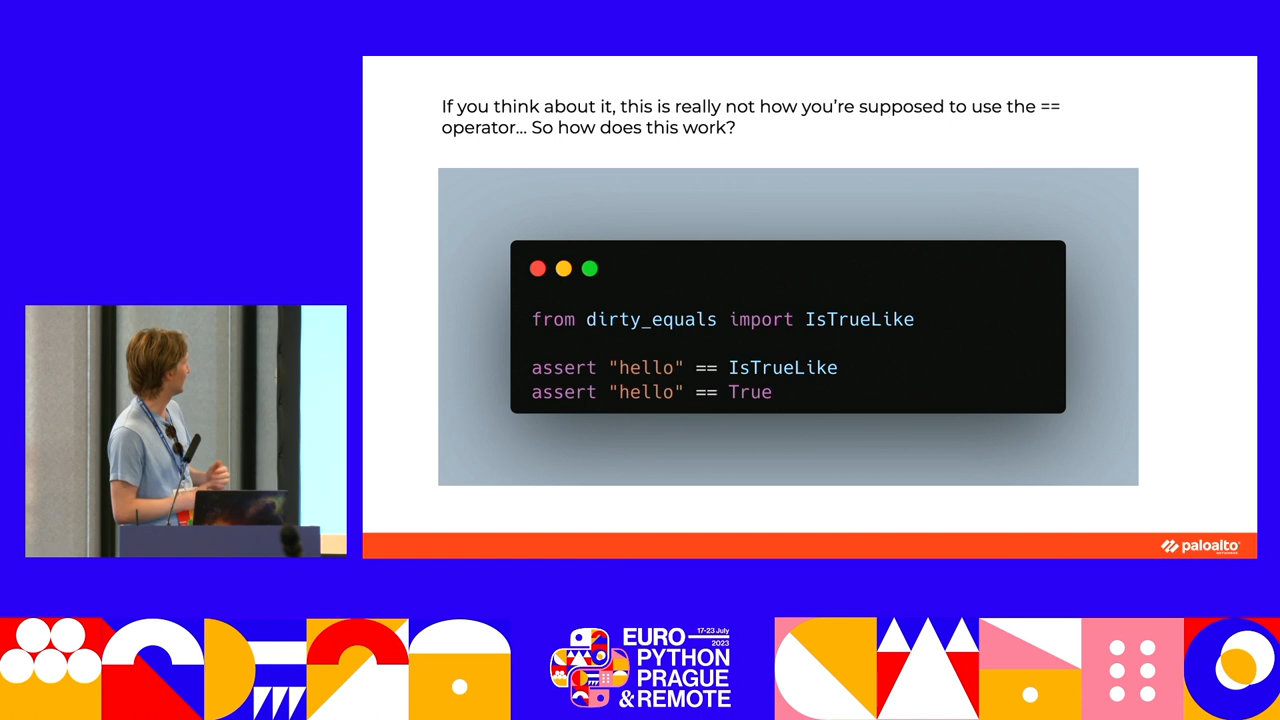 If you think about it, this is really not how you're supposed to use the ==
operator... So how does this work?
from dirty_equals import IsTrueLike
assert "hello" == IsTrueLike
assert "hello" == True
paloalto
EURO
17-23 July
2023
PYTHON
PRAGUE
& REMOTE